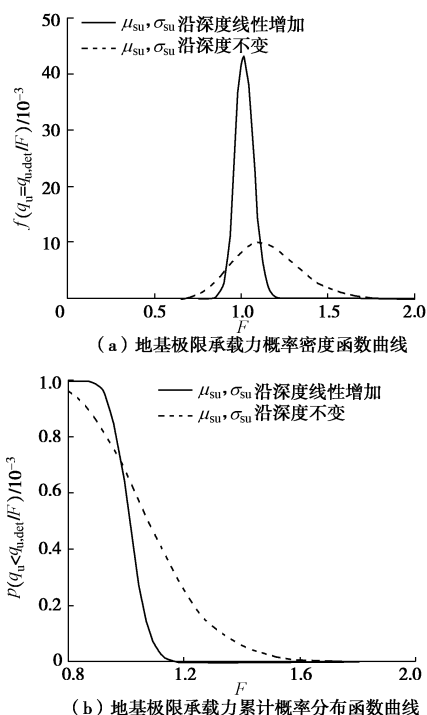 50
μsu, σsu 沿深度线性增加
μsu, σsu 沿深度不变
40
30
20
10
f(qu=qu,det/F)/10-3
0 0.5 1.0 1.5 2.0
F
（a）地基极限承载力概率密度函数曲线
1.0
μsu, σsu 沿深度线性增加
μsu, σsu 沿深度不变
0.8
0.6
0.4
0.2
0
p(qu<qu,det/F)/10-3
0.8 1.2 1.6 2.0
F
（b）地基极限承载力累计概率分布函数曲线